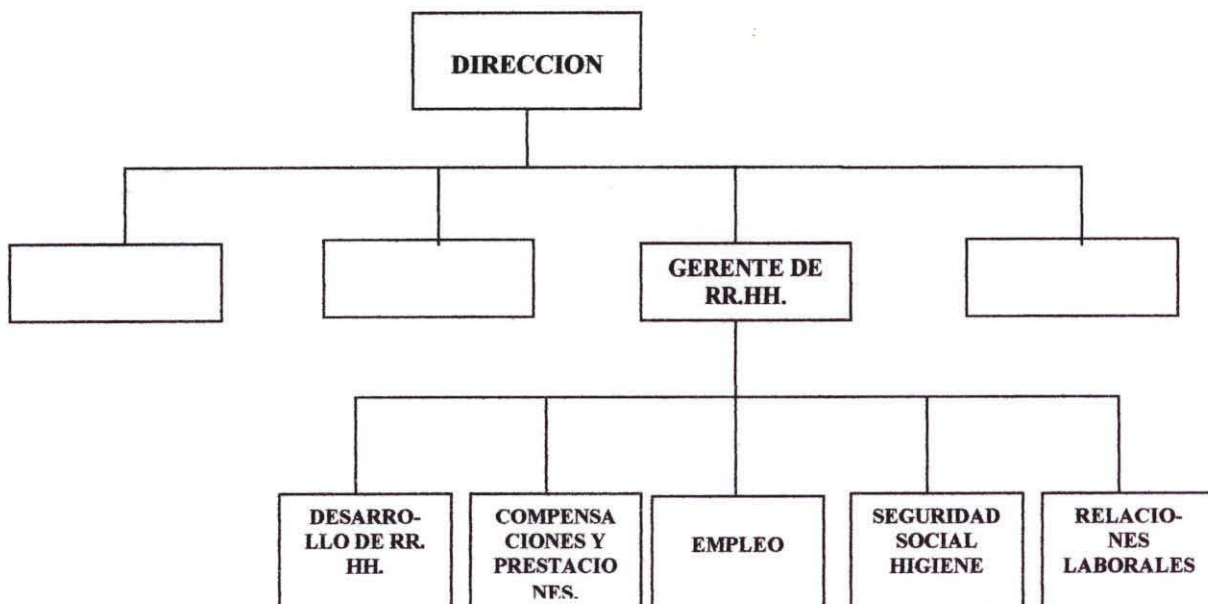 DIRECCION
GERENTE DE
RR.HH.
DESARRO-
LLO DE RR.
HH.
COMPENSA
CIONES Y
PRESTACIO
NES.
EMPLEO
SEGURIDAD
SOCIAL
HIGIENE
RELACIO-
NES
LABORALES